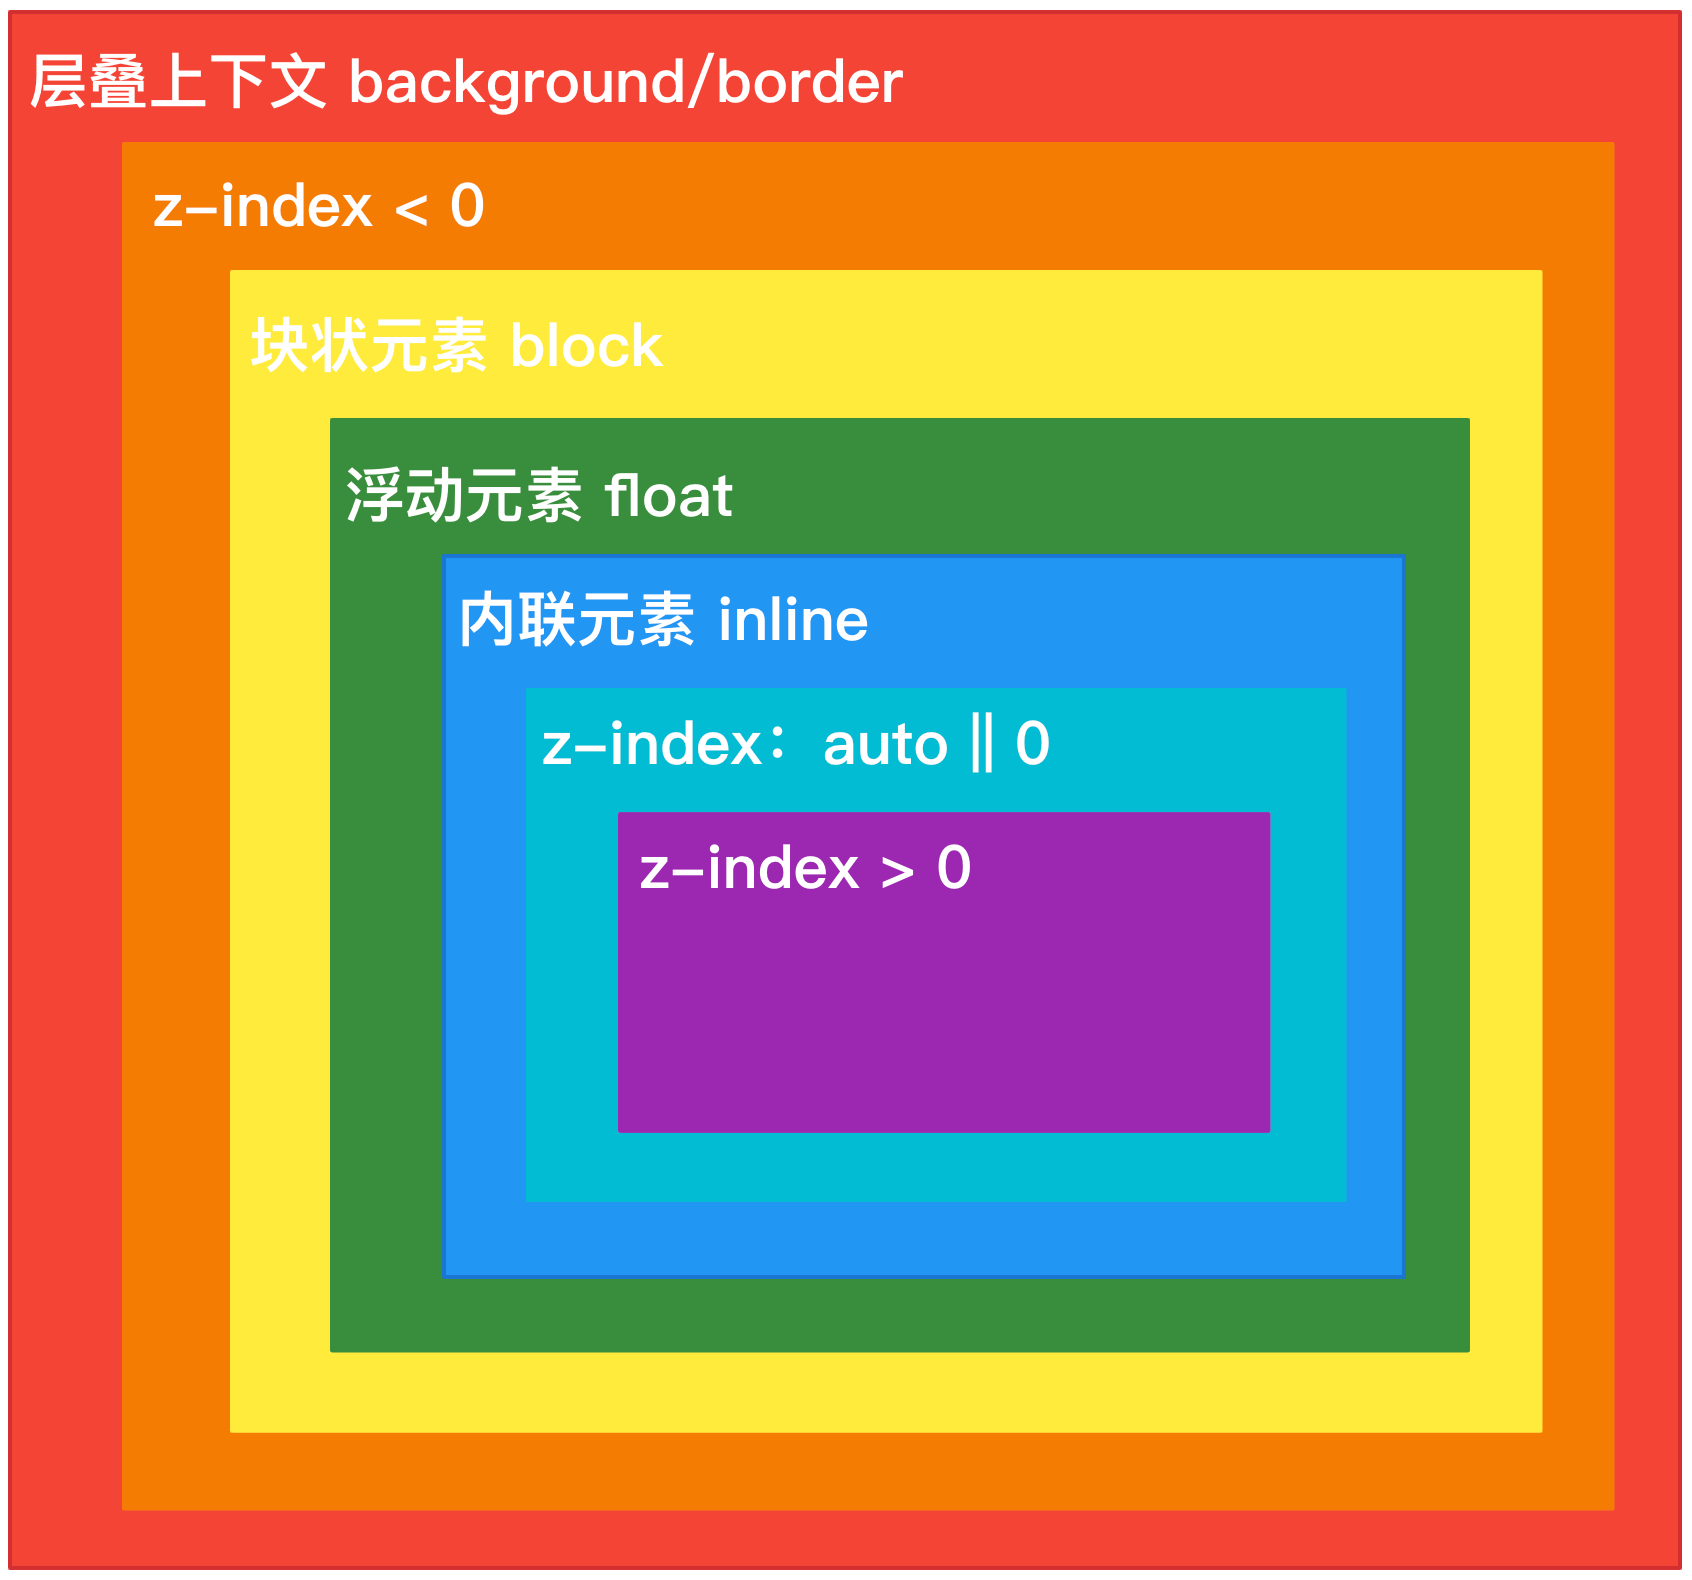 层叠上下文 background/border
z-index < 0
块状元素 block
浮动元素 float
内联元素 inline
z-index：auto || 0
z-index > 0